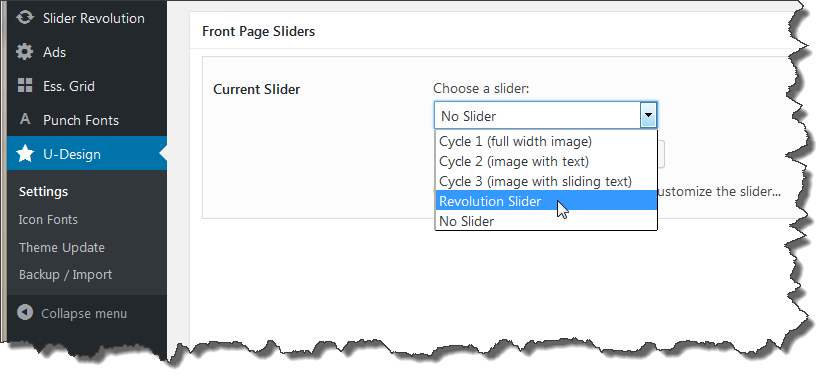 Slider Revolution
Ads
Ess. Grid
Punch Fonts
U-Design
Settings
Icon Fonts
Theme Update
Backup / Import
Collapse menu
Front Page Sliders
Current Slider
Choose a slider:
No Slider
Cycle 1 (full width image)
Cycle 2 (image with text)
Cycle 3 (image with sliding text)
Revolution Slider
No Slider
ustomize the slider...